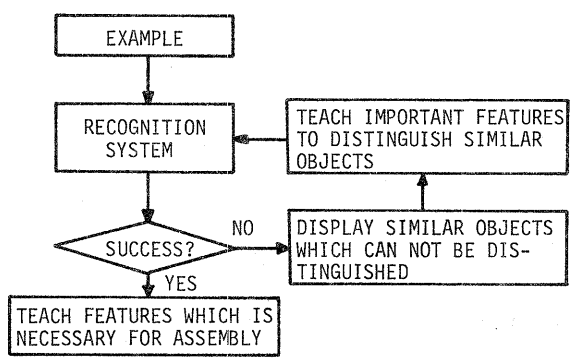 EXAMPLE
RECOGNITION
SYSTEM
TEACH IMPORTANT FEATURES
TO DISTINGUISH SIMILAR
OBJECTS
SUCCESS?
NO
DISPLAY SIMILAR OBJECTS
WHICH CAN NOT BE DIS-
TINGUISHED
YES
TEACH FEATURES WHICH IS
NECESSARY FOR ASSEMBLY